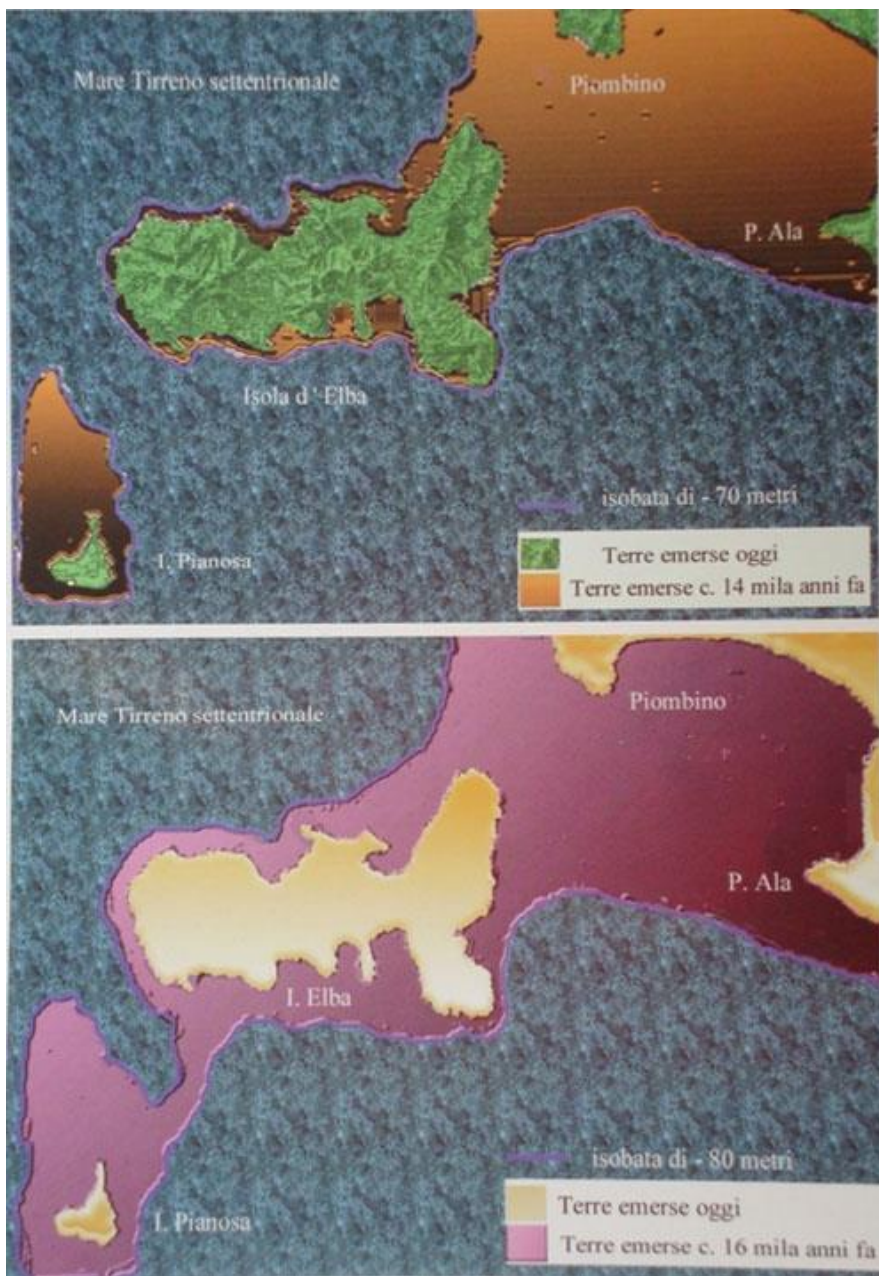 Mare Tirreno settentrionale
Piombino
P. Ala
Isola d ' Elba
I. Pianosa
isobata di - 70 metri
Terre emerse oggi
Terre emerse c. 14 mila anni fa
Mare Tirreno settentrionale
Piombino
P. Ala
I. Elba
I. Pianosa
isobata di - 80 metri
Terre emerse oggi
Terre emerse c. 16 mila anni fa